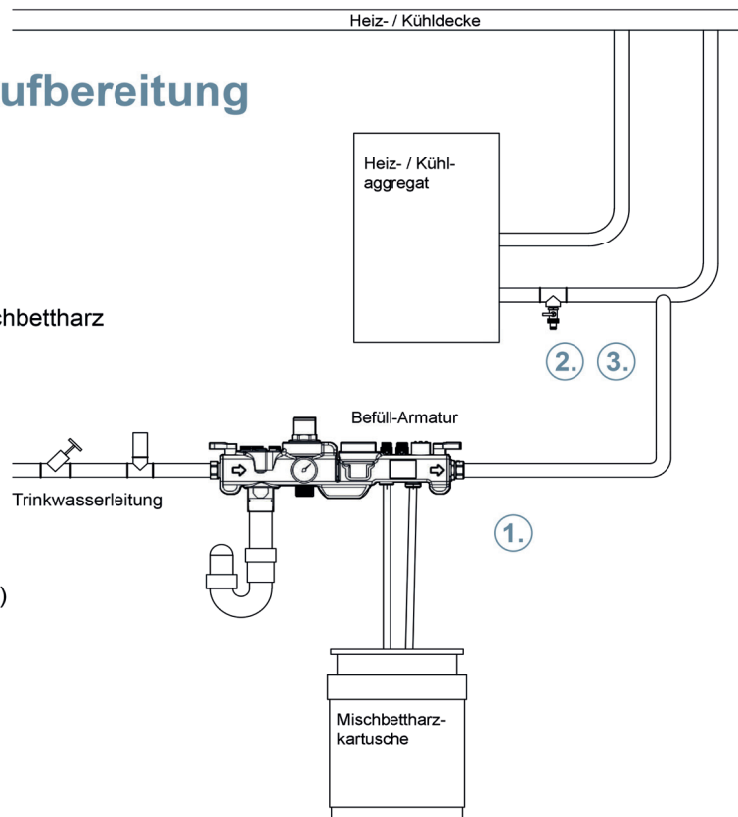 Heiz- / Kühldecke
ufbereitung
Heiz- / Kühl-
aggregat
chbettharz
2. 3.
Befüll-Armatur
Trinkwasserleitung
1.
)
Mischbettharz-
kartusche